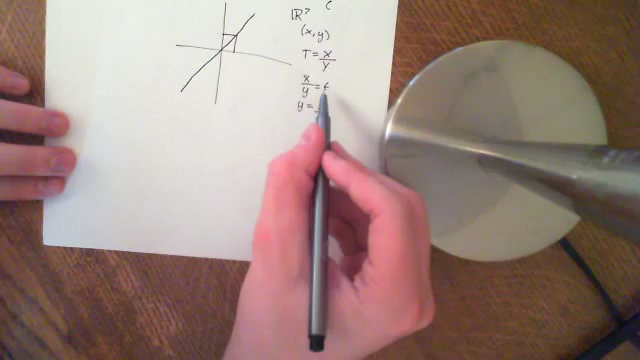 ℝ²
(x,y)
T = x/y
x/y = t
y =